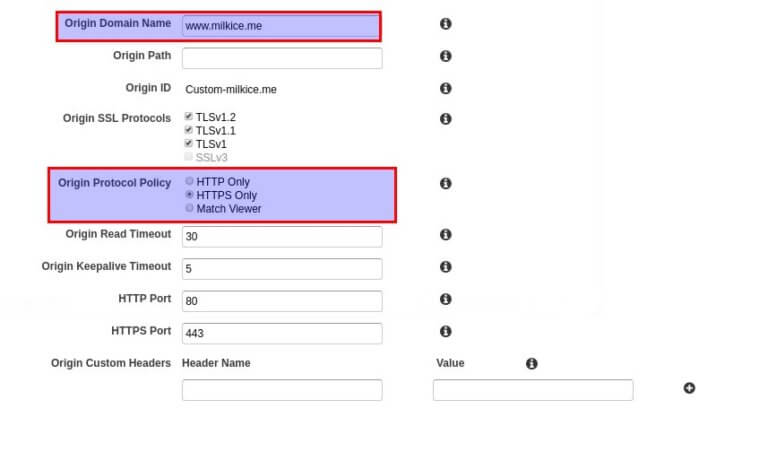 Origin Domain Name www.milkice.me
Origin Path
Origin ID Custom-milkice.me
Origin SSL Protocols TLSv1.2
TLSv1.1
TLSv1
SSLv3
Origin Protocol Policy HTTP Only
HTTPS Only
Match Viewer
Origin Read Timeout 30
Origin Keepalive Timeout 5
HTTP Port 80
HTTPS Port 443
Origin Custom Headers Header Name Value